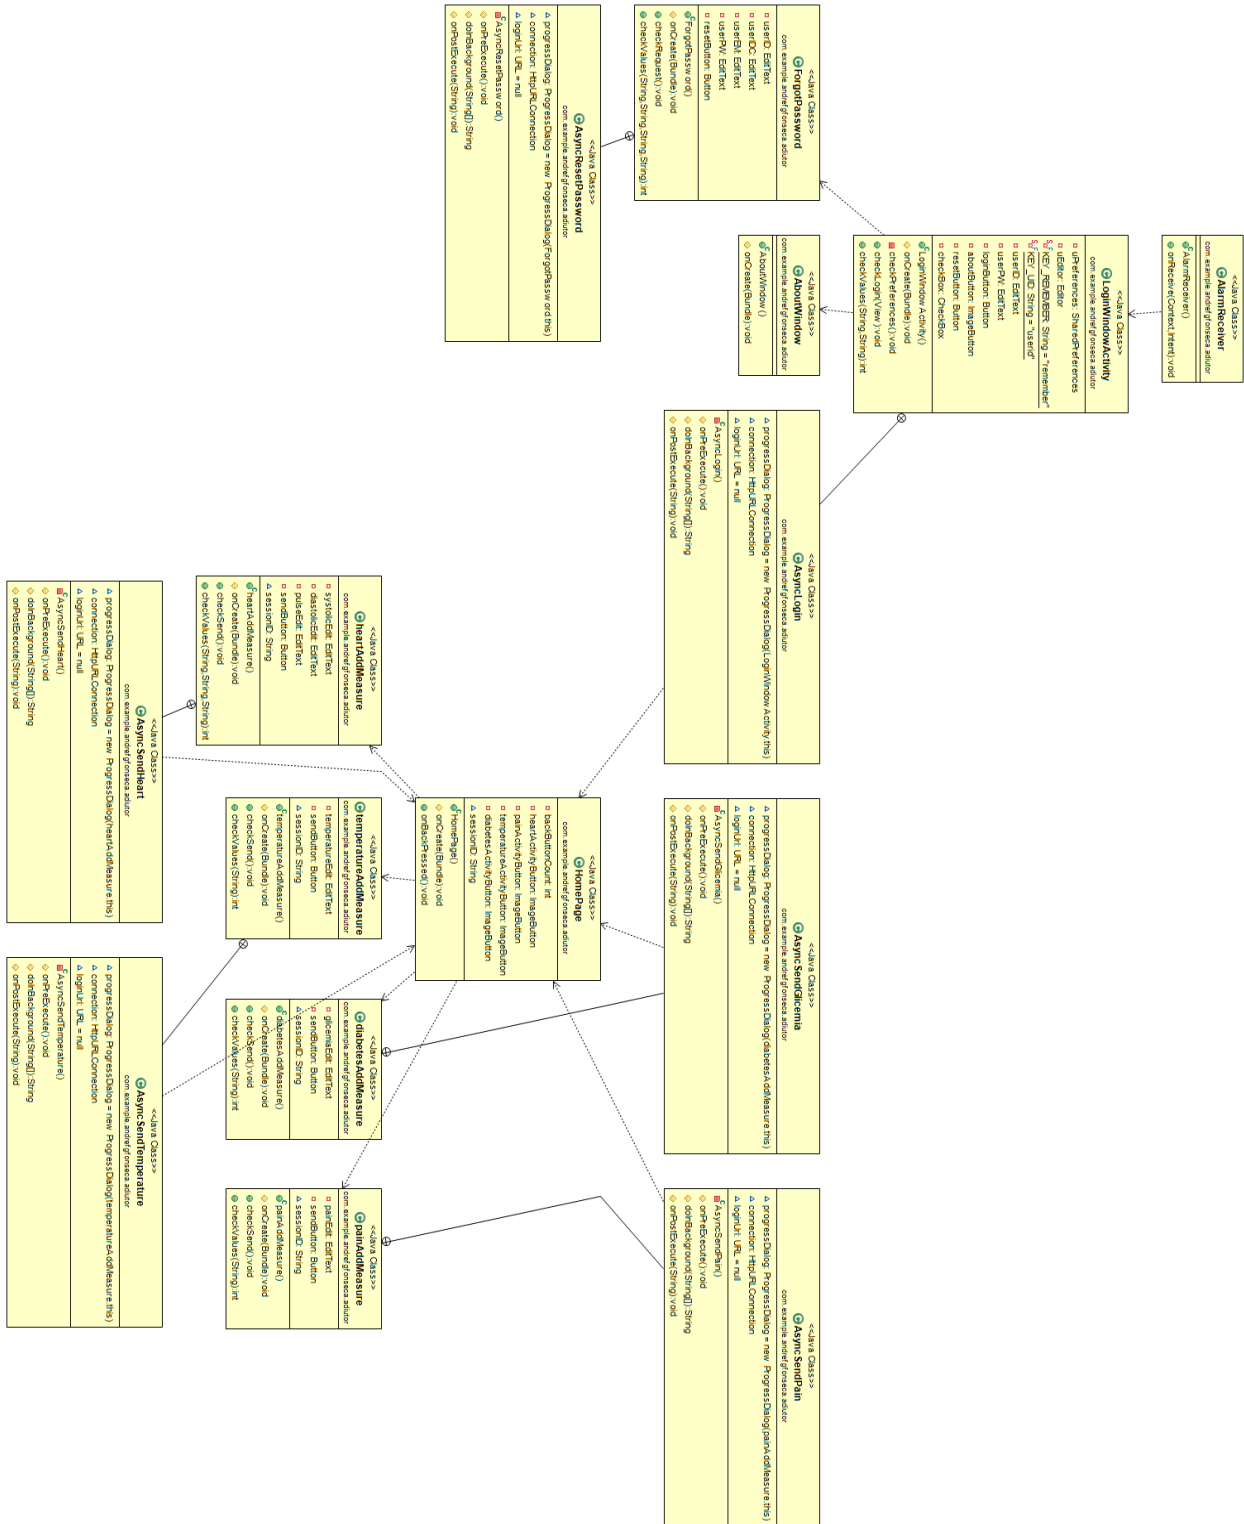 <<Java Class>>
AlarmReceiver
com.example.andrefgfonseca.adiutor
AlarmReceiver()
onReceive(Context,Intent):void
<<Java Class>>
LoginWindowActivity
com.example.andrefgfonseca.adiutor
uPreferences: SharedPreferences
uEditor: Editor
KEY_REMEMBER: String = "remember"
KEY_UID: String = "userid"
userID: EditText
userPW: EditText
loginButton: Button
aboutButton: ImageButton
resetButton: Button
checkBox: CheckBox
LoginWindowActivity()
onCreate(Bundle):void
checkPreferences():void
checkLogin(View):void
checkValues(String,String):int
<<Java Class>>
ForgotPassword
com.example.andrefgfonseca.adiutor
userID: EditText
userIDC: EditText
userEM: EditText
userPW: EditText
resetButton: Button
ForgotPassword()
onCreate(Bundle):void
checkRequest():void
checkValues(String,String,String,String):int
<<Java Class>>
AboutWindow
com.example.andrefgfonseca.adiutor
AboutWindow()
onCreate(Bundle):void
<<Java Class>>
AsyncLogin
com.example.andrefgfonseca.adiutor
progressDialog: ProgressDialog = new ProgressDialog(LoginWindowActivity.this)
connection: HttpURLConnection
loginUrl: URL = null
AsyncLogin()
onPreExecute():void
doInBackground(String[]):String
onPostExecute(String):void
<<Java Class>>
AsyncSendGlicemia
com.example.andrefgfonseca.adiutor
progressDialog: ProgressDialog = new ProgressDialog(diabetesAddMeasure.this)
connection: HttpURLConnection
loginUrl: URL = null
AsyncSendGlicemia()
onPreExecute():void
doInBackground(String[]):String
onPostExecute(String):void
<<Java Class>>
AsyncSendPain
com.example.andrefgfonseca.adiutor
progressDialog: ProgressDialog = new ProgressDialog(painAddMeasure.this)
connection: HttpURLConnection
loginUrl: URL = null
AsyncSendPain()
onPreExecute():void
doInBackground(String[]):String
onPostExecute(String):void
<<Java Class>>
AsyncResetPassword
com.example.andrefgfonseca.adiutor
progressDialog: ProgressDialog = new ProgressDialog(ForgotPassword.this)
connection: HttpURLConnection
loginUrl: URL = null
AsyncResetPassword()
onPreExecute():void
doInBackground(String[]):String
onPostExecute(String):void
<<Java Class>>
HomePage
com.example.andrefgfonseca.adiutor
backButtonCount: int
heartActivityButton: ImageButton
painActivityButton: ImageButton
temperatureActivityButton: ImageButton
diabetesActivityButton: ImageButton
sessionID: String
HomePage()
onCreate(Bundle):void
onBackPressed():void
<<Java Class>>
heartAddMeasure
com.example.andrefgfonseca.adiutor
systolicEdit: EditText
diastolicEdit: EditText
pulseEdit: EditText
sendButton: Button
sessionID: String
heartAddMeasure()
onCreate(Bundle):void
checkSend():void
checkValues(String,String,String):int
<<Java Class>>
temperatureAddMeasure
com.example.andrefgfonseca.adiutor
temperatureEdit: EditText
sendButton: Button
sessionID: String
temperatureAddMeasure()
onCreate(Bundle):void
checkSend():void
checkValues(String):int
<<Java Class>>
diabetesAddMeasure
com.example.andrefgfonseca.adiutor
glicemiaEdit: EditText
sendButton: Button
sessionID: String
diabetesAddMeasure()
onCreate(Bundle):void
checkSend():void
checkValues(String):int
<<Java Class>>
painAddMeasure
com.example.andrefgfonseca.adiutor
painEdit: EditText
sendButton: Button
sessionID: String
painAddMeasure()
onCreate(Bundle):void
checkSend():void
checkValues(String):int
<<Java Class>>
AsyncSendHeart
com.example.andrefgfonseca.adiutor
progressDialog: ProgressDialog = new ProgressDialog(heartAddMeasure.this)
connection: HttpURLConnection
loginUrl: URL = null
AsyncSendHeart()
onPreExecute():void
doInBackground(String[]):String
onPostExecute(String):void
<<Java Class>>
AsyncSendTemperature
com.example.andrefgfonseca.adiutor
progressDialog: ProgressDialog = new ProgressDialog(temperatureAddMeasure.this)
connection: HttpURLConnection
loginUrl: URL = null
AsyncSendTemperature()
onPreExecute():void
doInBackground(String[]):String
onPostExecute(String):void